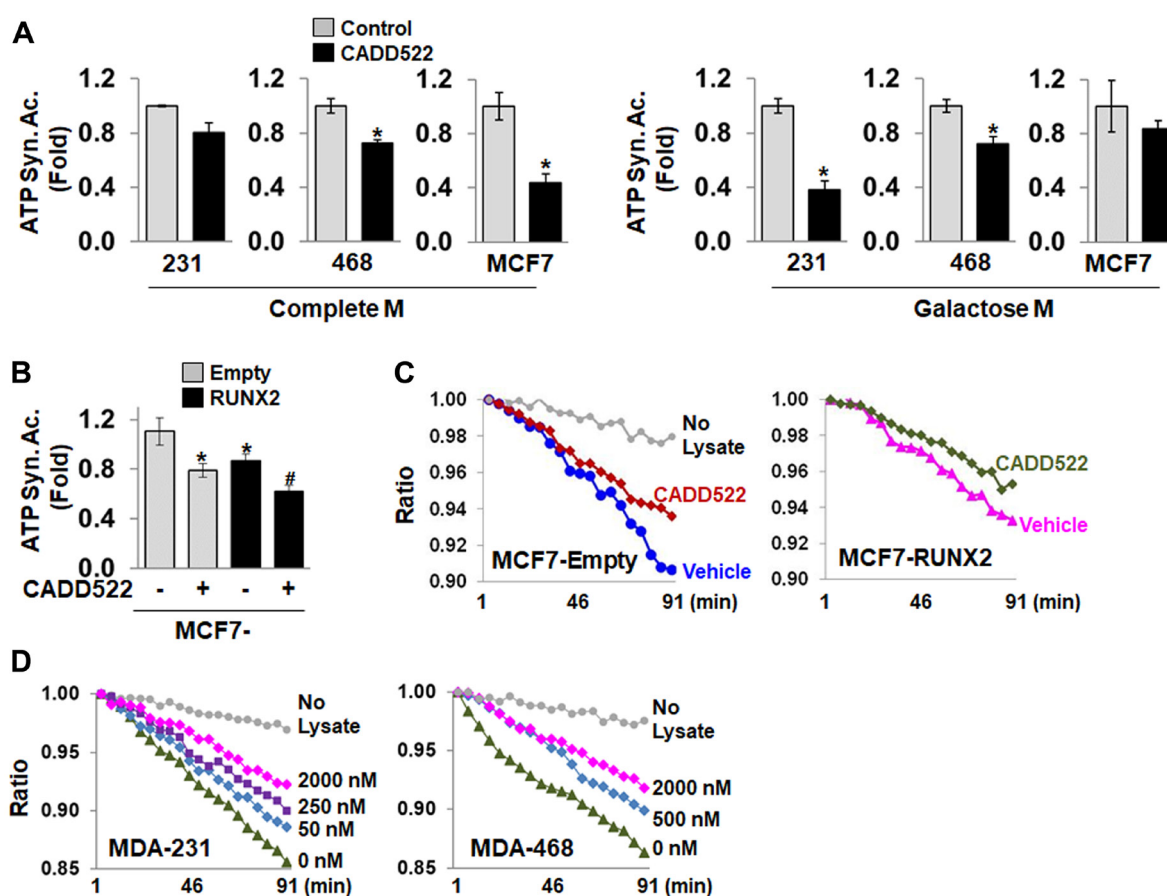 A
Control
CADD522
ATP Syn. Ac.
(Fold)
1.2
0.8
0.4
0.0
231
1.2
0.8
0.4
0.0
468
1.2
0.8
0.4
0.0
*
*
MCF7
Complete M
ATP Syn. Ac.
(Fold)
1.2
0.8
0.4
0.0
*
231
1.2
0.8
0.4
0.0
*
468
1.2
0.8
0.4
0.0
MCF7
Galactose M
B
Empty
RUNX2
ATP Syn. Ac.
(Fold)
1.2
0.8
0.4
0.0
* * #
CADD522 - + - +
MCF7-
C
Ratio
1.00
0.98
0.96
0.94
0.92
0.90
No
Lysate
CADD522
Vehicle
MCF7-Empty
1 46 91 (min)
1.00
0.98
0.96
0.94
0.92
0.90
CADD522
Vehicle
MCF7-RUNX2
1 46 91 (min)
D
Ratio
1.00
0.95
0.90
0.85
No
Lysate
2000 nM
250 nM
50 nM
0 nM
MDA-231
1 46 91 (min)
1.00
0.95
0.90
0.85
No
Lysate
2000 nM
500 nM
0 nM
MDA-468
1 46 91 (min)